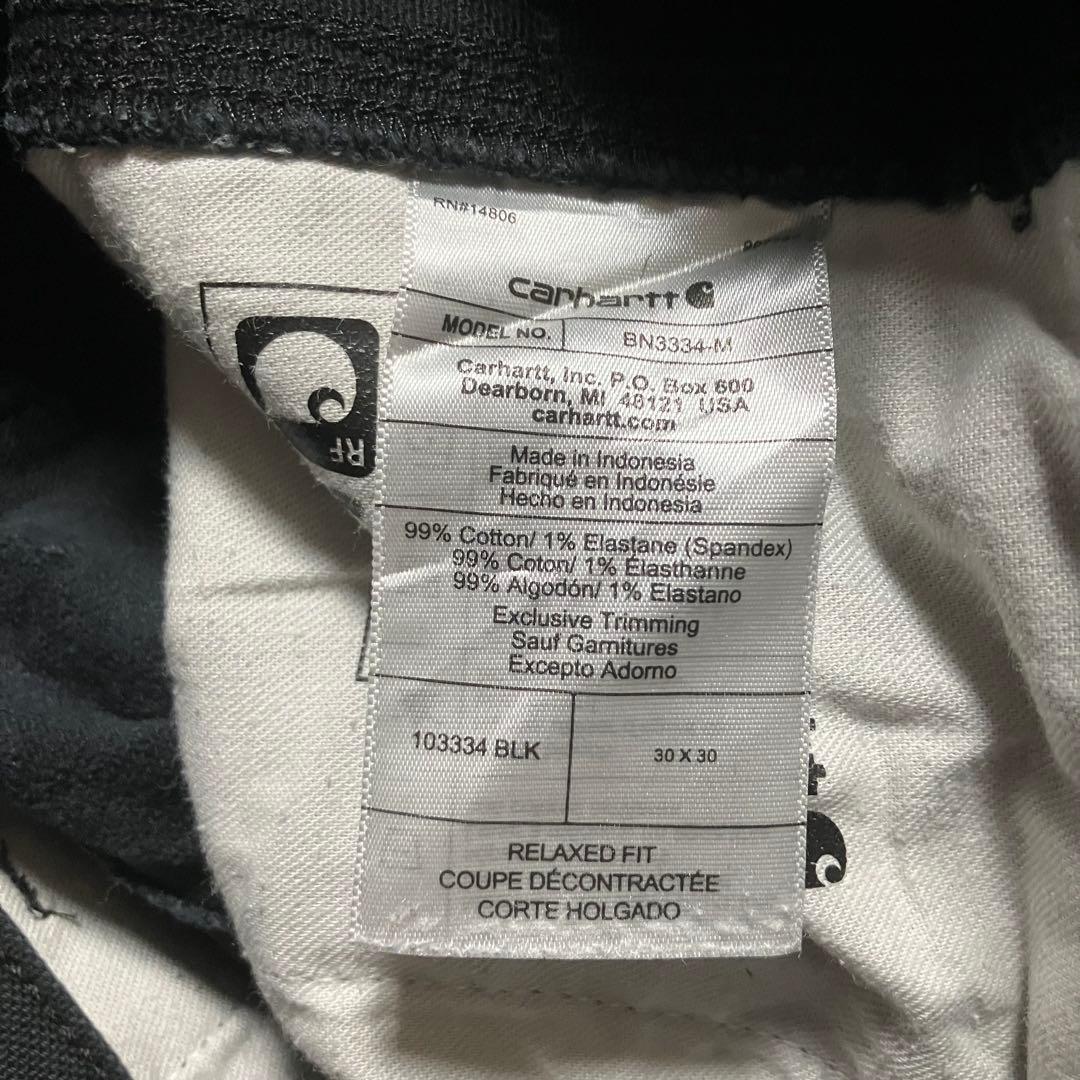 RN#14806
carhartt
MODEL NO. BN3334-M
Carhartt, Inc. P.O. Box 600
Dearborn, MI 48121 USA
carhartt.com
Made in Indonesia
Fabriqué en Indonésie
Hecho en Indonesia
99% Cotton/ 1% Elastane (Spandex)
99% Coton/ 1% Élasthanne
99% Algodón/ 1% Elastano
Exclusive Trimming
Sauf Garnitures
Excepto Adorno
103334 BLK 30 X 30
RELAXED FIT
COUPE DÉCONTRACTÉE
CORTE HOLGADO
RF